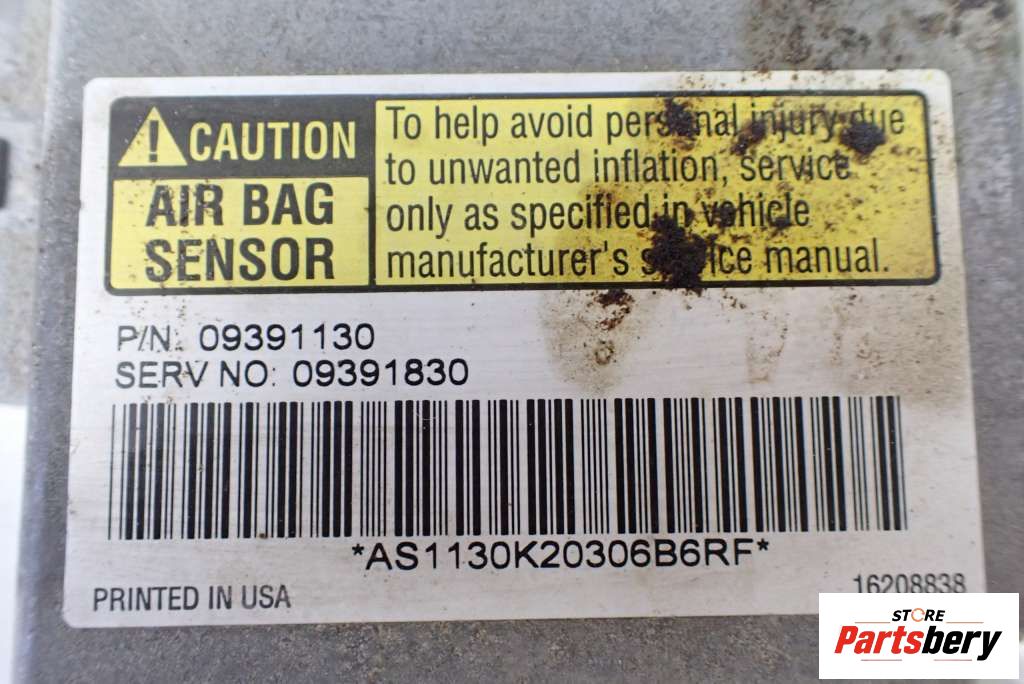 CAUTION
AIR BAG
SENSOR
To help avoid personal injury due
to unwanted inflation, service
only as specified in vehicle
manufacturer's service manual.
P/N. 09391130
SERV NO: 09391830
*AS1130K20306B6RF*
PRINTED IN USA
16208838
STORE
Partsbery